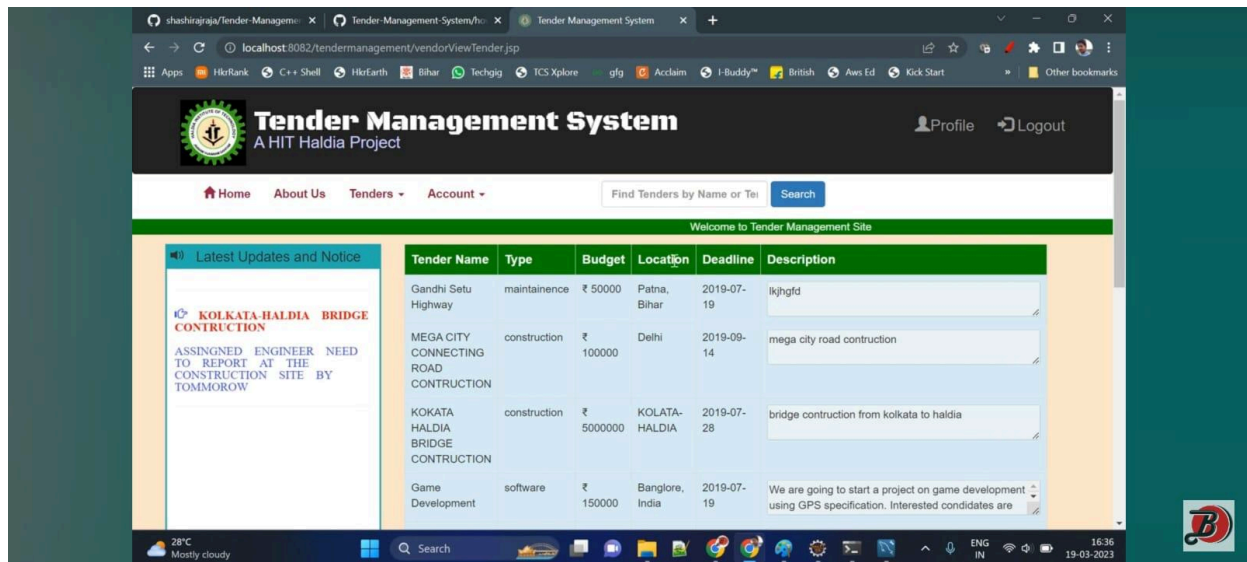 shashirajraja/Tender-Manageme
Tender-Management-System/ho
Tender Management System
localhost:8082/tendermanagement/vendorViewTender.jsp
Apps HkrRank C++ Shell HkrEarth Bihar Techgig TCS Xplore gfg Acclaim I-Buddy™ British Aws Ed Kick Start » Other bookmarks
Tender Management System
A HIT Haldia Project
Profile Logout
Home About Us Tenders Account Find Tenders by Name or Te Search
Welcome to Tender Management Site
Latest Updates and Notice
KOLKATA-HALDIA BRIDGE
CONTRUCTION
ASSINGNED ENGINEER NEED
TO REPORT AT THE
CONSTRUCTION SITE BY
TOMMOROW
Tender Name Type Budget Location Deadline Description
Gandhi Setu maintainence ₹ 50000 Patna, 2019-07- lkjhgfd
Highway Bihar 19
MEGA CITY construction ₹ Delhi 2019-09- mega city road contruction
CONNECTING 100000 14
ROAD
CONTRUCTION
KOKATA construction ₹ KOLATA- 2019-07- bridge contruction from kolkata to haldia
HALDIA 5000000 HALDIA 28
BRIDGE
CONTRUCTION
Game software ₹ Banglore, 2019-07- We are going to start a project on game development
Development 150000 India 19 using GPS specification. Interested condidates are
28°C
Mostly cloudy
Search
ENG
IN
16:36
19-03-2023
B